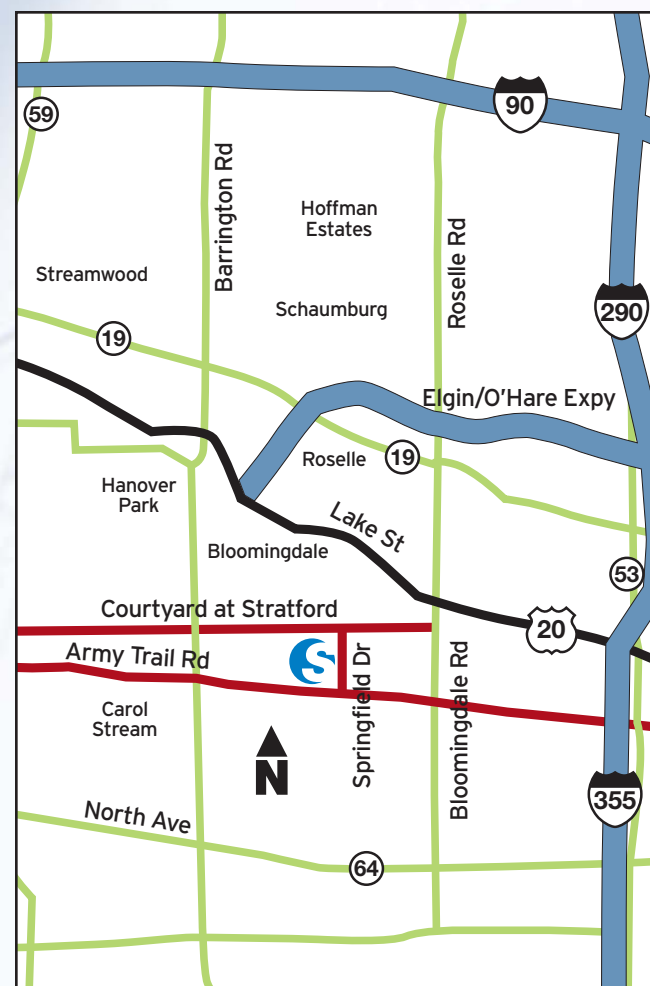 90
59
Barrington Rd
Hoffman
Estates
Roselle Rd
Streamwood
Schaumburg
290
19
Elgin/O'Hare Expy
Roselle
19
Hanover
Park
Lake St
Bloomingdale
53
Courtyard at Stratford
20
Army Trail Rd
S
Springfield Dr
Bloomingdale Rd
Carol
Stream
N
355
North Ave
64